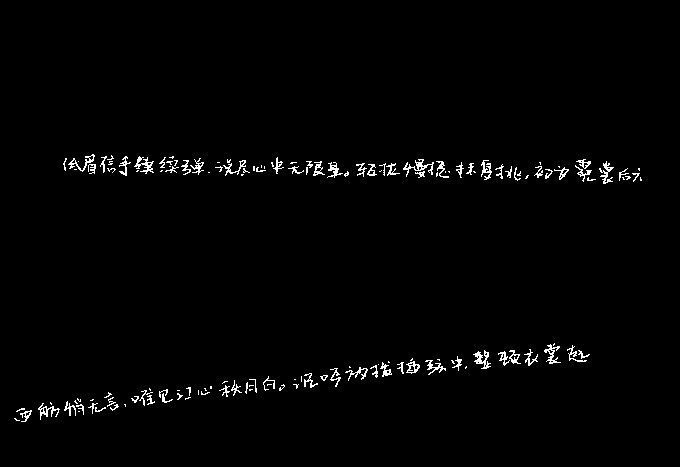 低眉信手续续弹,说尽心中无限事。轻拢慢捻抹复挑,初为霓裳后六
西舫悄无言,唯见江心秋月白。沉吟放拨插弦中,整顿衣裳起